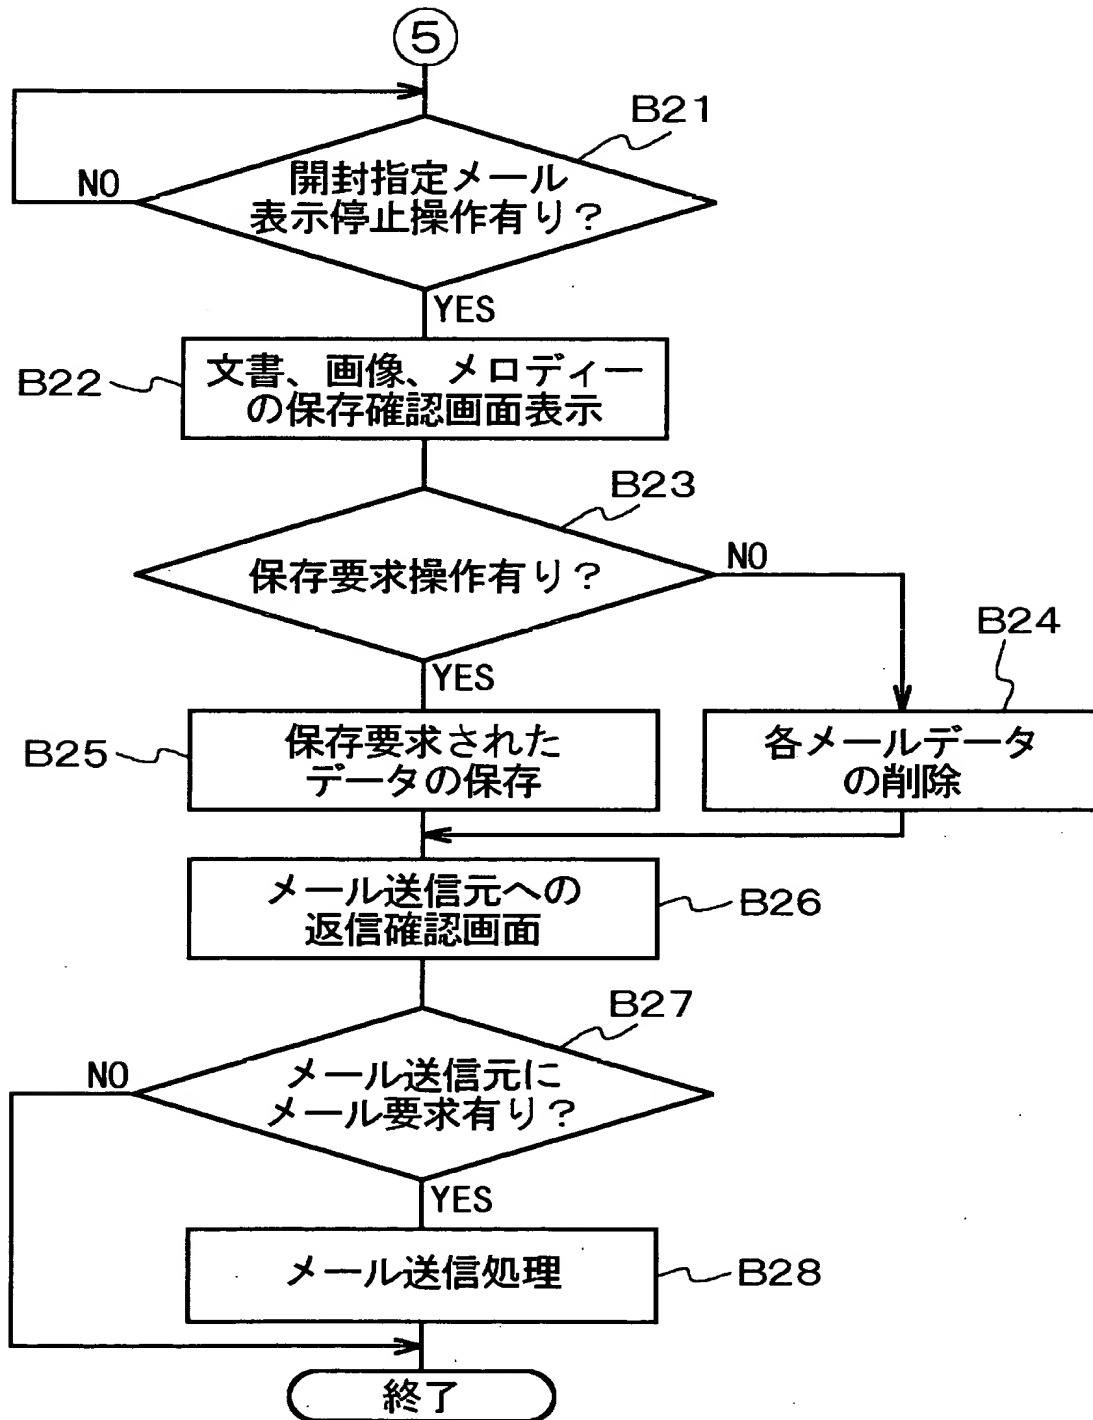 5
B21
開封指定メール
表示停止操作有り？
NO
YES
B22
文書、画像、メロディー
の保存確認画面表示
B23
保存要求操作有り？
NO
YES
B24
各メールデータ
の削除
B25
保存要求された
データの保存
メール送信元への
返信確認画面
B26
B27
メール送信元に
メール要求有り？
NO
YES
メール送信処理
B28
終了